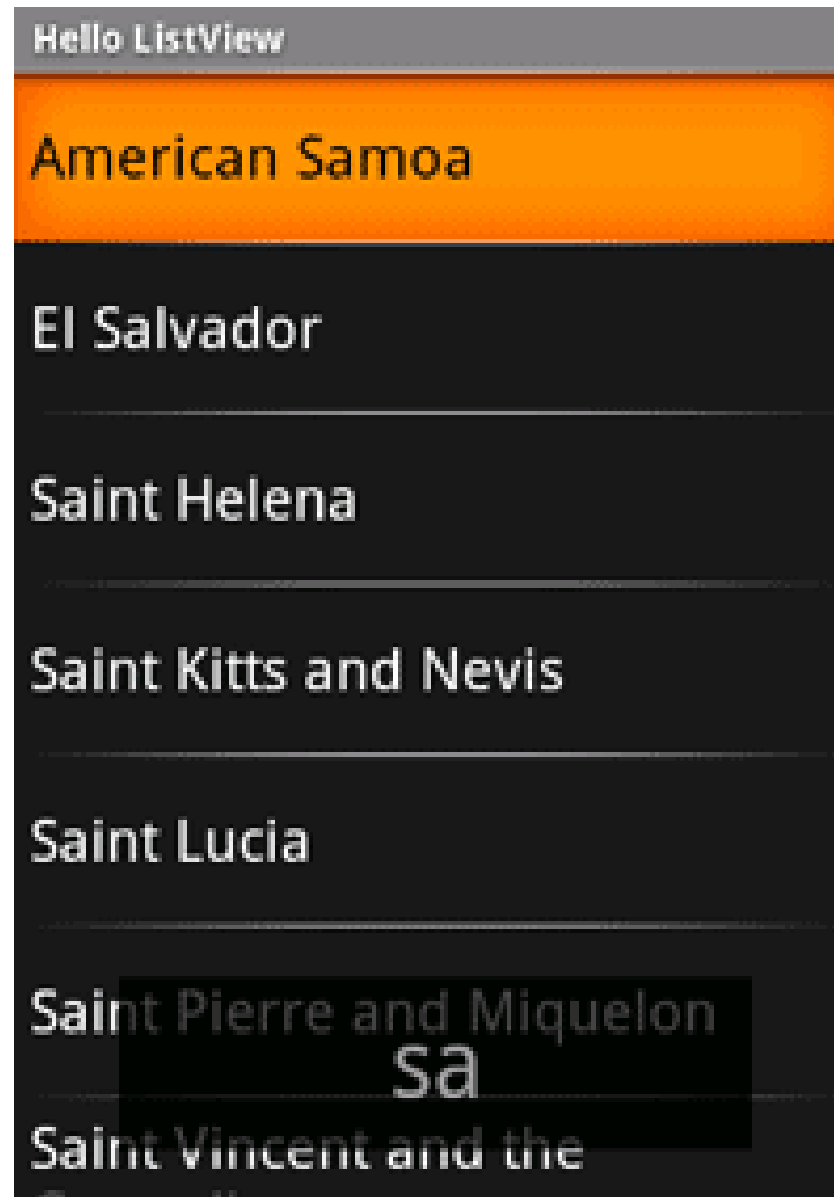 Hello ListView
American Samoa
El Salvador
Saint Helena
Saint Kitts and Nevis
Saint Lucia
Saint Pierre and Miquelon
sa
Saint Vincent and the